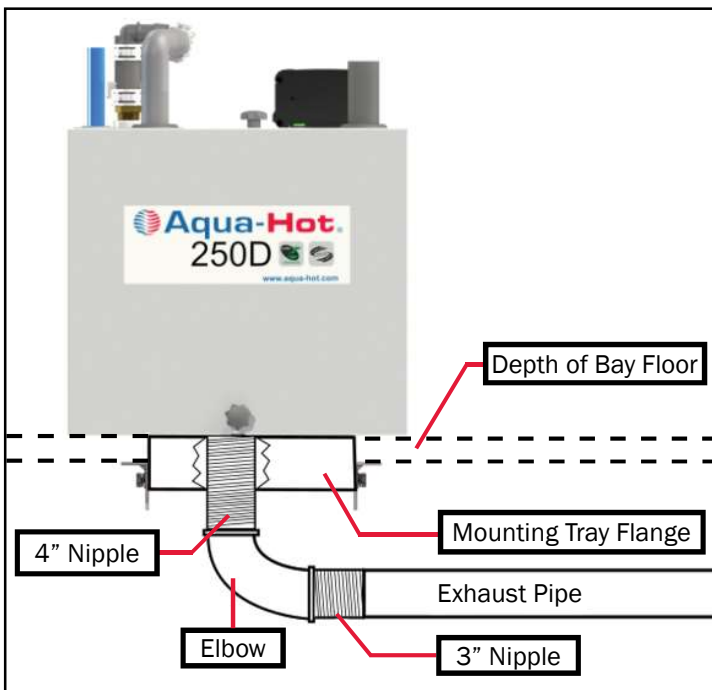 Aqua-Hot®
250D
www.aqua-hot.com
Depth of Bay Floor
Mounting Tray Flange
4” Nipple
Exhaust Pipe
Elbow
3” Nipple